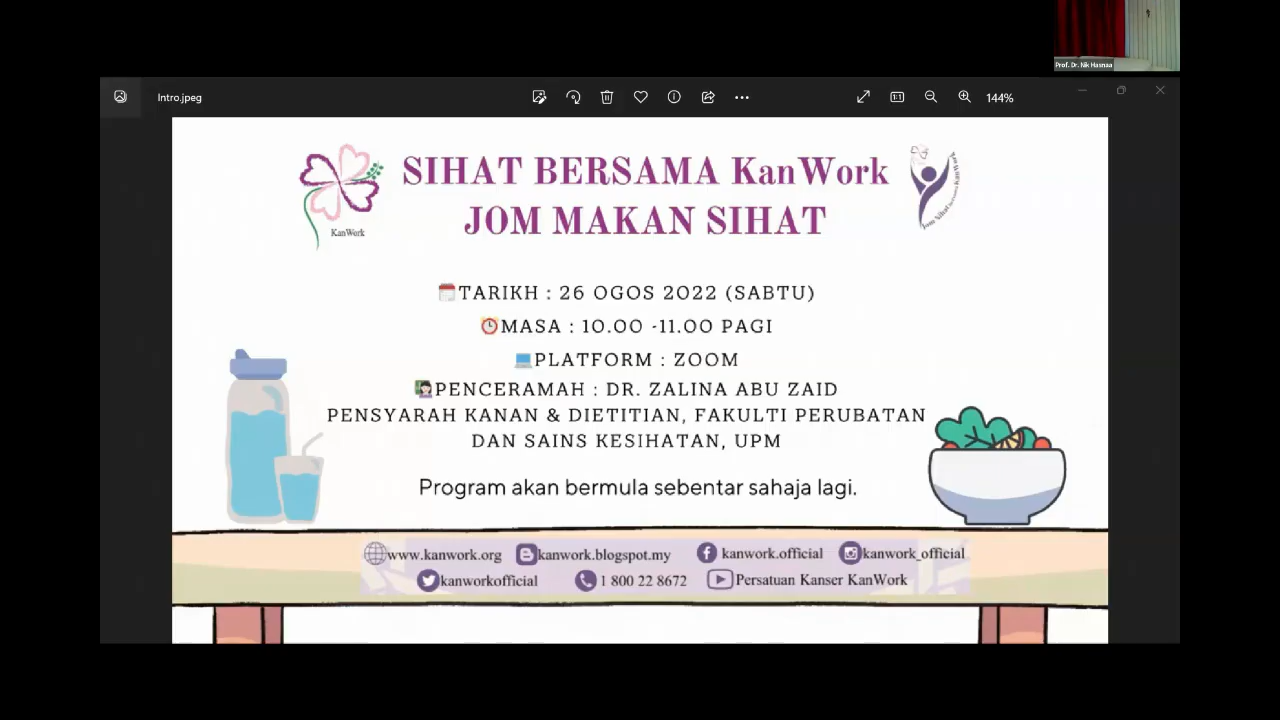 Prof. Dr. Nik Hasnaa
Intro.jpeg
144%
SIHAT BERSAMA KanWork
JOM MAKAN SIHAT
KanWork
TARIKH : 26 OGOS 2022 (SABTU)
MASA : 10.00 -11.00 PAGI
PLATFORM : ZOOM
PENCERAMAH : DR. ZALINA ABU ZAID
PENSYARAH KANAN & DIETITIAN, FAKULTI PERUBATAN
DAN SAINS KESIHATAN, UPM
Program akan bermula sebentar sahaja lagi.
www.kanwork.org kanwork.blogspot.my kanwork.official kanwork_official
kanworkofficial 1 800 22 8672 Persatuan Kanser KanWork